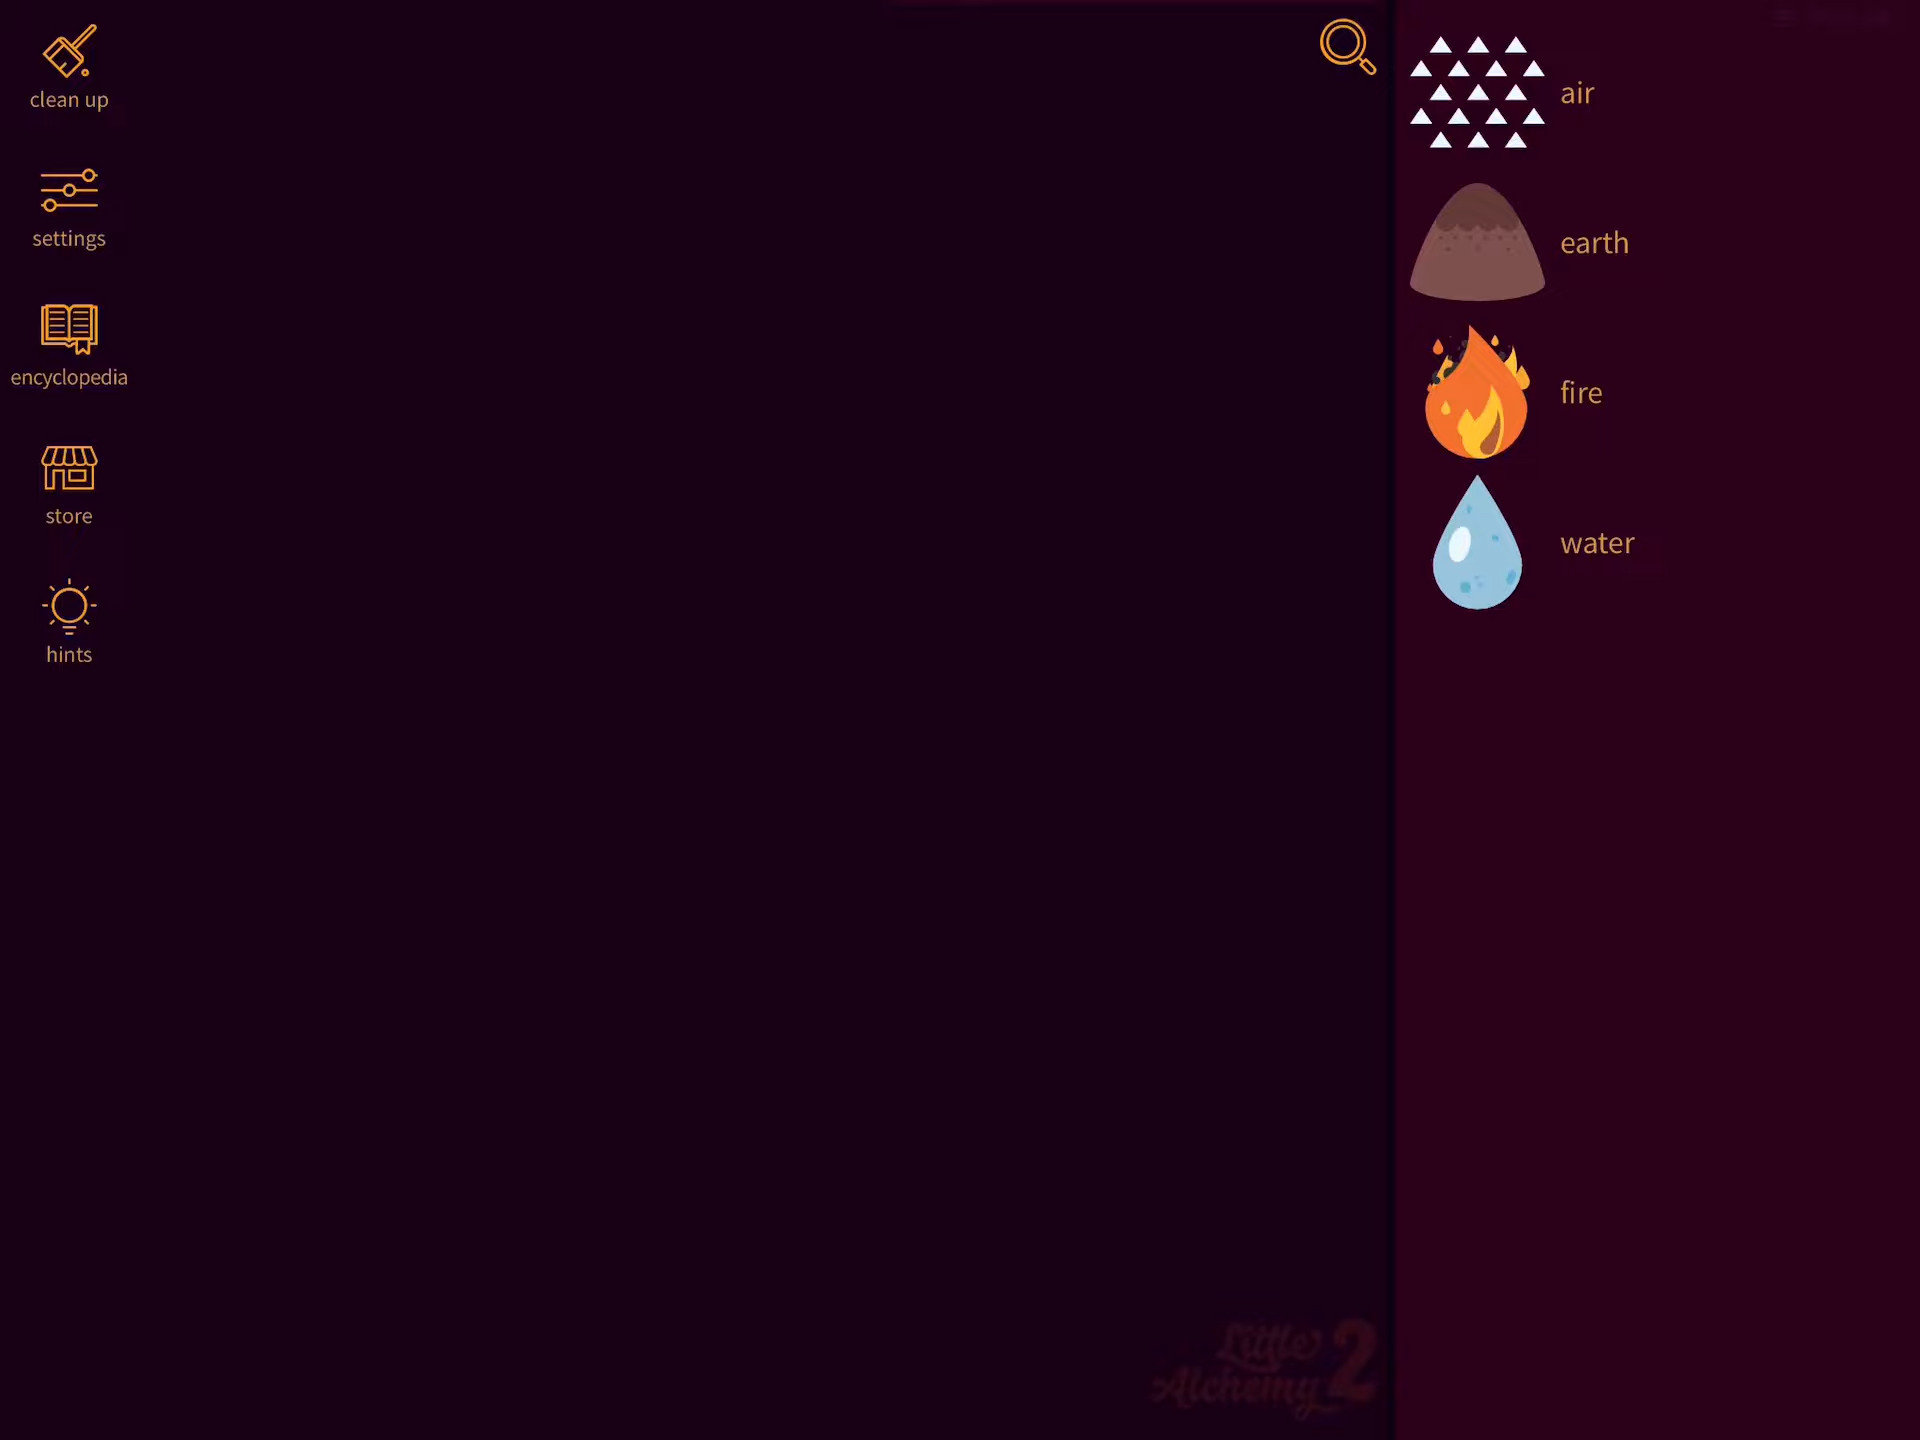 clean up
settings
encyclopedia
store
hints
air
earth
fire
water
Little
Alchemy 2